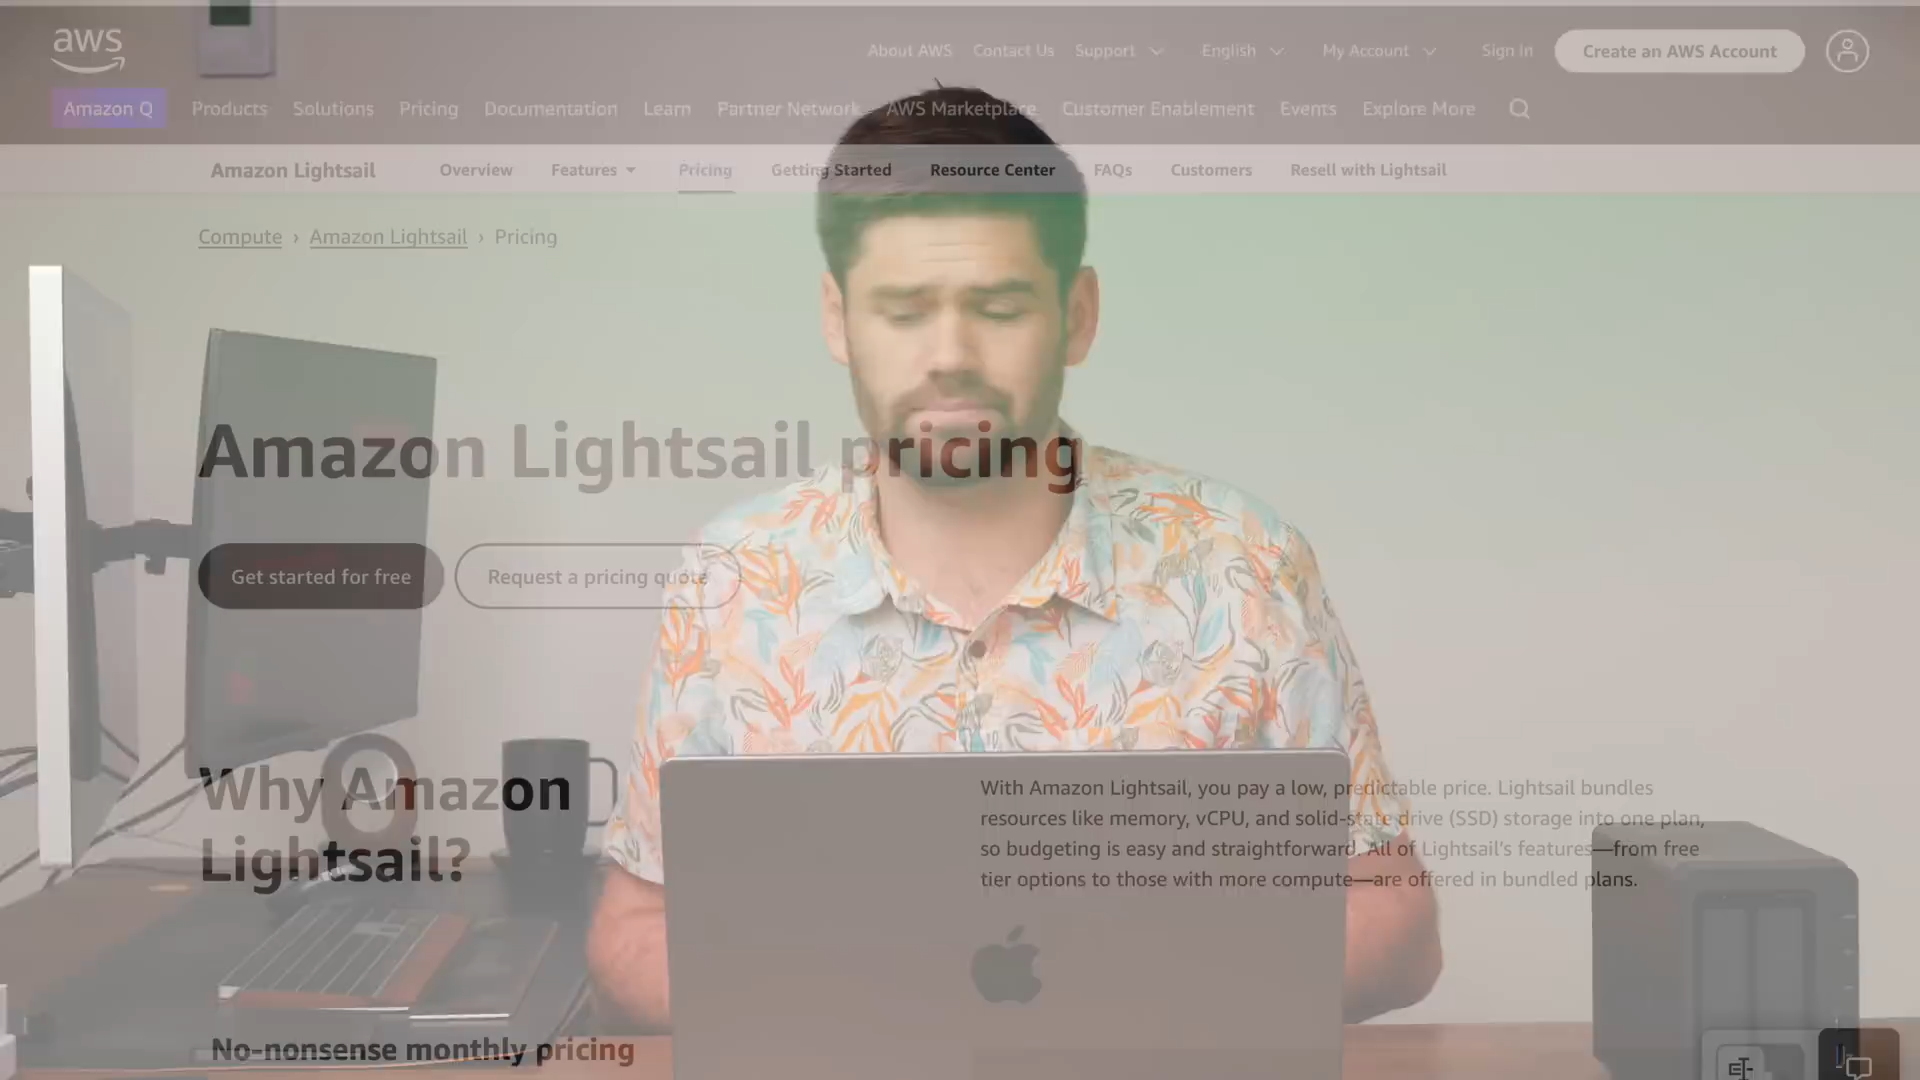 aws
About AWS Contact Us Support English My Account Sign In Create an AWS Account
Amazon Q Products Solutions Pricing Documentation Learn Partner Network AWS Marketplace Customer Enablement Events Explore More
Amazon Lightsail Overview Features Pricing Getting Started Resource Center FAQs Customers Resell with Lightsail
Compute › Amazon Lightsail › Pricing
Amazon Lightsail pricing
Get started for free Request a pricing quote
Why Amazon
Lightsail?
With Amazon Lightsail, you pay a low, predictable price. Lightsail bundles
resources like memory, vCPU, and solid-state drive (SSD) storage into one plan,
so budgeting is easy and straightforward. All of Lightsail's features—from free
tier options to those with more compute—are offered in bundled plans.
No-nonsense monthly pricing